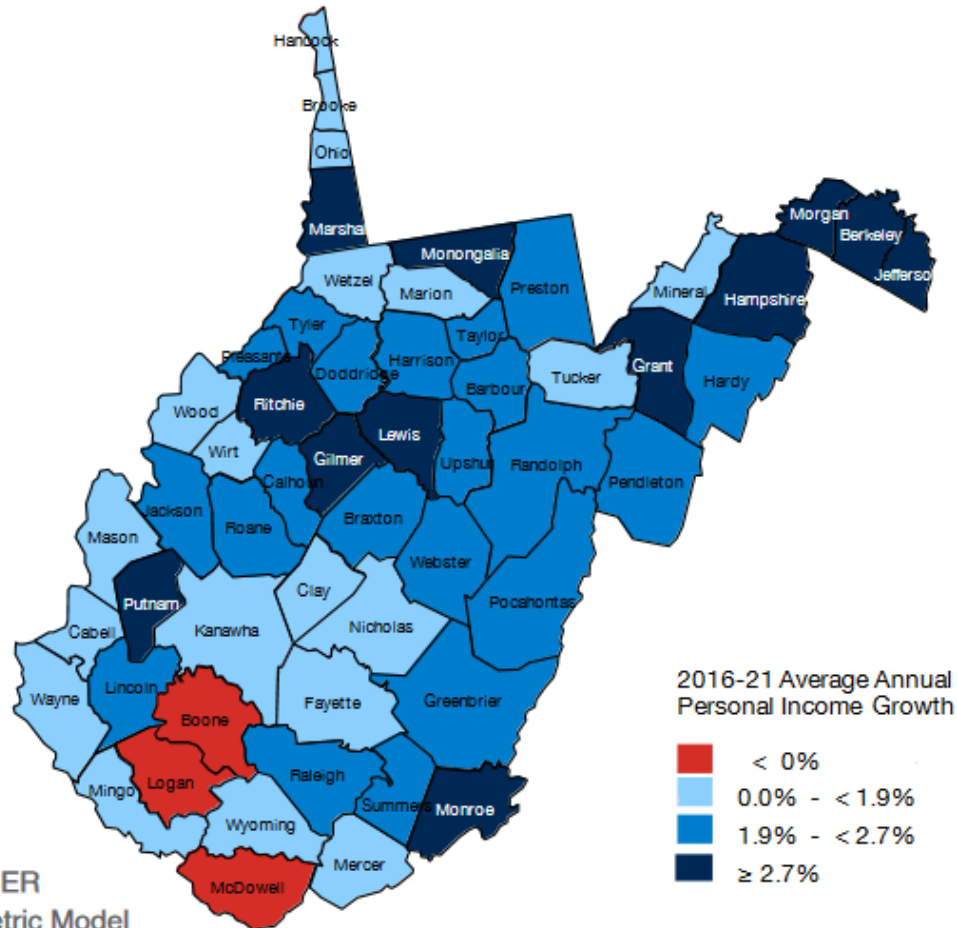 Hancock
Brooke
Ohio
Marshal
Morgan
Berkeley
Jefferso
Monongalia
Wetzel
Marion
Preston
Mineral
Hampshire
Tyler
Taylor
Pleasants
Doddridge
Harrison
Barbour
Tucker
Grant
Hardy
Ritchie
Wood
Lewis
Wirt
Gilmer
Upshur
Randolph
Calhoun
Pendleton
Jackson
Roane
Braxton
Mason
Webster
Clay
Putnam
Pocahontas
Cabell
Kanawha
Nicholas
Wayne
Lincoln
Boone
Fayette
Greenbrier
Logan
Mingo
Raleigh
Summers
Monroe
Wyoming
Mercer
McDowell
2016-21 Average Annual
Personal Income Growth
< 0%
0.0% - < 1.9%
1.9% - < 2.7%
≥ 2.7%
ER
etric Model